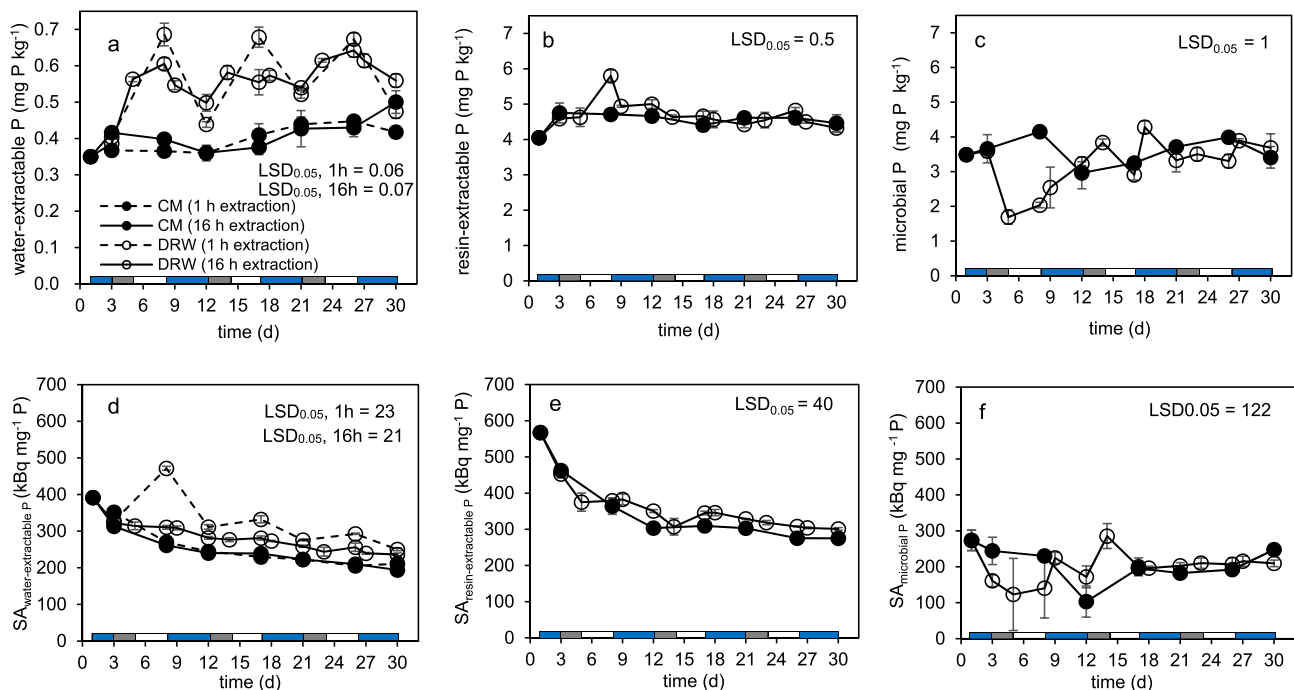 a
water-extractable P (mg P kg-1)
0.7
0.6
0.5
0.4
0.3
0.2
0.1
0.0
LSD0.05, 1h = 0.06
LSD0.05, 16h = 0.07
CM (1 h extraction)
CM (16 h extraction)
DRW (1 h extraction)
DRW (16 h extraction)
0 3 6 9 12 15 18 21 24 27 30
time (d)
b
LSD0.05 = 0.5
resin-extractable P (mg P kg-1)
7
6
5
4
3
2
1
0
0 3 6 9 12 15 18 21 24 27 30
time (d)
c
LSD0.05 = 1
microbial P (mg P kg-1)
7
6
5
4
3
2
1
0
0 3 6 9 12 15 18 21 24 27 30
time (d)
d
LSD0.05, 1h = 23
LSD0.05, 16h = 21
SAwater-extractable P (kBq mg-1 P)
700
600
500
400
300
200
100
0
0 3 6 9 12 15 18 21 24 27 30
time (d)
e
LSD0.05 = 40
SAresin-extractable P (kBq mg-1 P)
700
600
500
400
300
200
100
0
0 3 6 9 12 15 18 21 24 27 30
time (d)
f
LSD0.05 = 122
SAmicrobial P (kBq mg -1 P)
700
600
500
400
300
200
100
0
0 3 6 9 12 15 18 21 24 27 30
time (d)